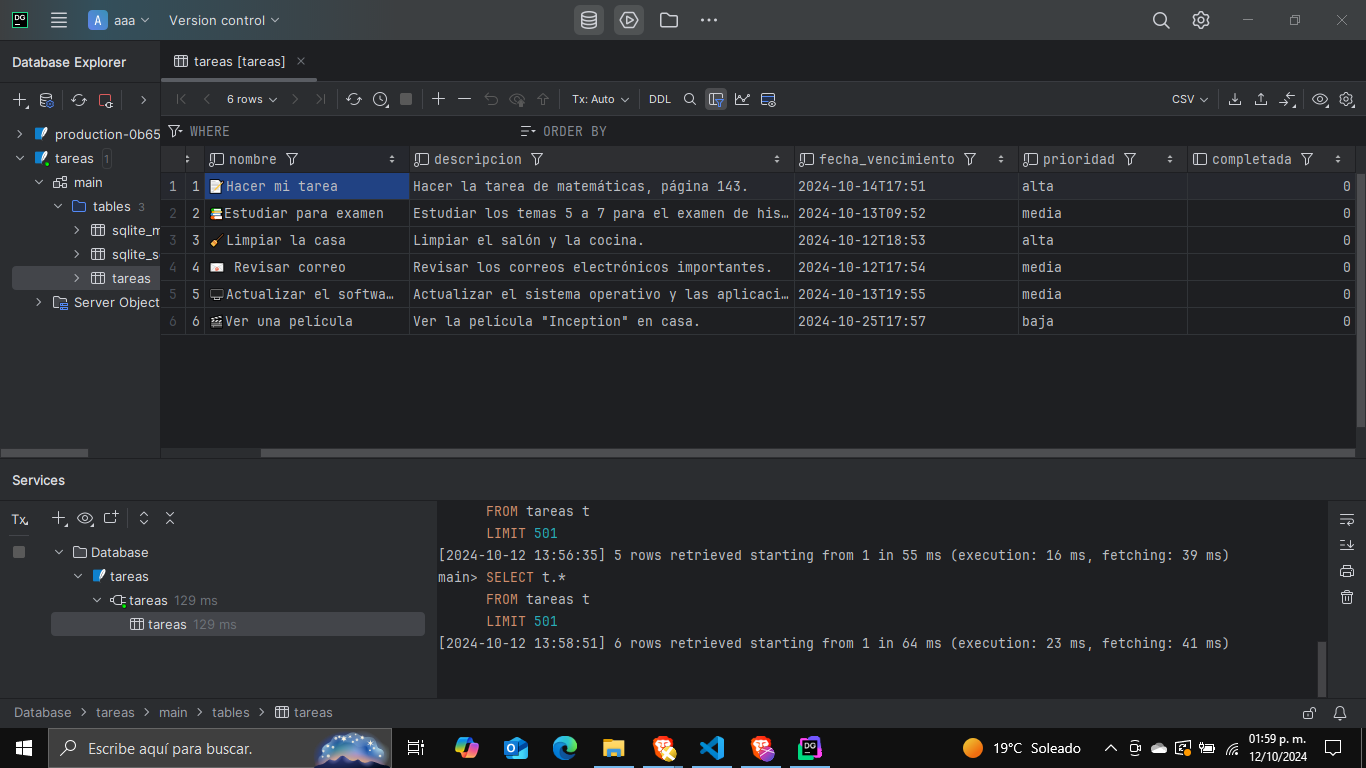 DG A aaa Version control
Database Explorer tareas [tareas]
6 rows Tx: Auto DDL CSV
WHERE ORDER BY
production-0b65
tareas 1
main
tables 3
sqlite_m
sqlite_s
tareas
Server Object
nombre descripcion fecha_vencimiento prioridad completada
1 1 📝Hacer mi tarea Hacer la tarea de matemáticas, página 143. 2024-10-14T17:51 alta 0
2 2 📚Estudiar para examen Estudiar los temas 5 a 7 para el examen de his… 2024-10-13T09:52 media 0
3 3 🧹Limpiar la casa Limpiar el salón y la cocina. 2024-10-12T18:53 alta 0
4 4 📧 Revisar correo Revisar los correos electrónicos importantes. 2024-10-12T17:54 media 0
5 5 🖥️Actualizar el softwa… Actualizar el sistema operativo y las aplicaci… 2024-10-13T19:55 media 0
6 6 🎬Ver una película Ver la película "Inception" en casa. 2024-10-25T17:57 baja 0
Services
Tx
Database
tareas
tareas 129 ms
tareas 129 ms
FROM tareas t
LIMIT 501
[2024-10-12 13:56:35] 5 rows retrieved starting from 1 in 55 ms (execution: 16 ms, fetching: 39 ms)
main> SELECT t.*
FROM tareas t
LIMIT 501
[2024-10-12 13:58:51] 6 rows retrieved starting from 1 in 64 ms (execution: 23 ms, fetching: 41 ms)
Database > tareas > main > tables > tareas
Escribe aquí para buscar. DG 19°C Soleado 01:59 p. m.
12/10/2024